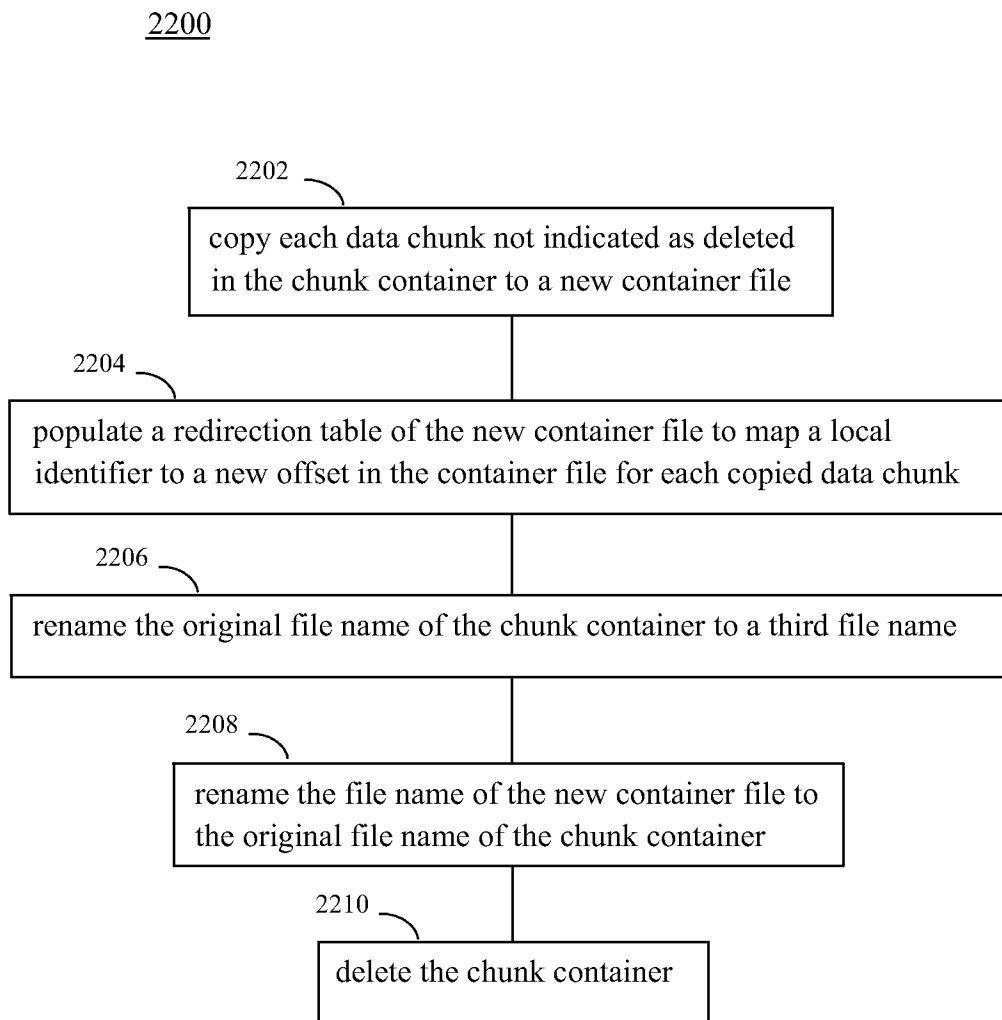 2200
2202
copy each data chunk not indicated as deleted
in the chunk container to a new container file
2204
populate a redirection table of the new container file to map a local
identifier to a new offset in the container file for each copied data chunk
2206
rename the original file name of the chunk container to a third file name
2208
rename the file name of the new container file to
the original file name of the chunk container
2210
delete the chunk container